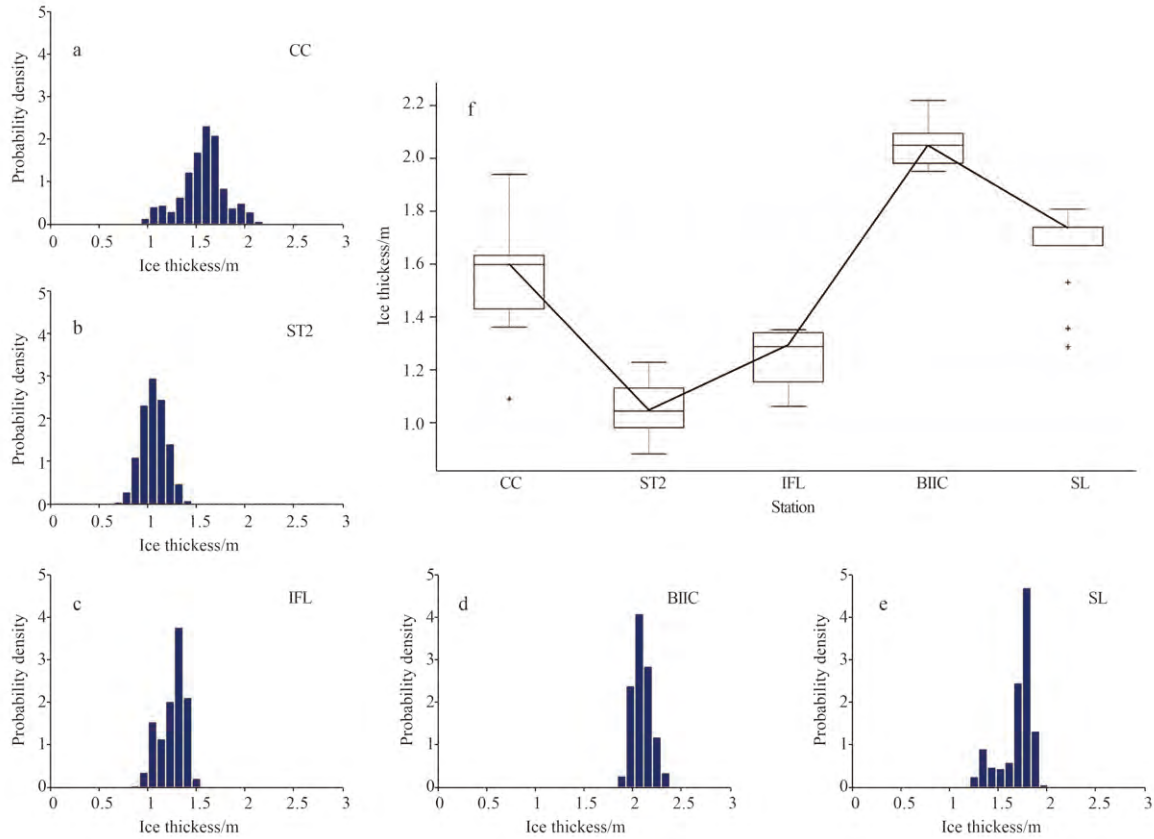 5
4
3
2
1
0
Probability density
a
CC
0 0.5 1 1.5 2 2.5 3
Ice thickess/m
5
4
3
2
1
0
Probability density
b
ST2
0 0.5 1 1.5 2 2.5 3
Ice thickess/m
f
2.2
2.0
1.8
1.6
1.4
1.2
1.0
Ice thickness/m
CC ST2 IFL BIIC SL
Station
5
4
3
2
1
0
Probability density
c
IFL
0 0.5 1 1.5 2 2.5 3
Ice thickess/m
5
4
3
2
1
0
Probability density
d
BIIC
0 0.5 1 1.5 2 2.5 3
Ice thickess/m
5
4
3
2
1
0
Probability density
e
SL
0 0.5 1 1.5 2 2.5 3
Ice thickess/m